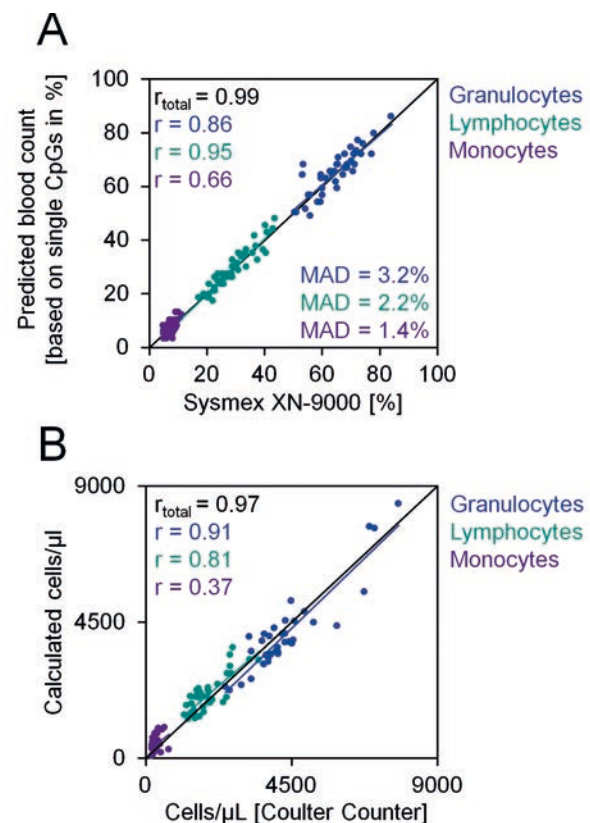 A
100
80
60
40
20
0
Predicted blood count
[based on single CpGs in %]
r_total = 0.99
r = 0.86
r = 0.95
r = 0.66
Granulocytes
Lymphocytes
Monocytes
MAD = 3.2%
MAD = 2.2%
MAD = 1.4%
0 20 40 60 80 100
Sysmex XN-9000 [%]
B
9000
4500
0
Calculated cells/µl
r_total = 0.97
r = 0.91
r = 0.81
r = 0.37
Granulocytes
Lymphocytes
Monocytes
0 4500 9000
Cells/µL [Coulter Counter]